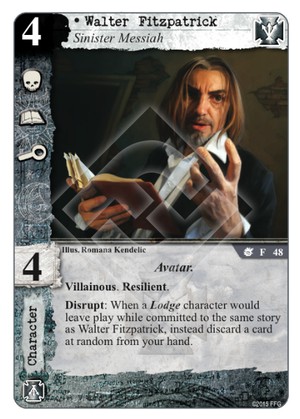 4
• Walter Fitzpatrick
Sinister Messiah
Illus. Romana Kendelic
F 48
4
Character
Avatar.
Villainous. Resilient.
Disrupt: When a Lodge character would
leave play while committed to the same story
as Walter Fitzpatrick, instead discard a card
at random from your hand.
©2015 FFG